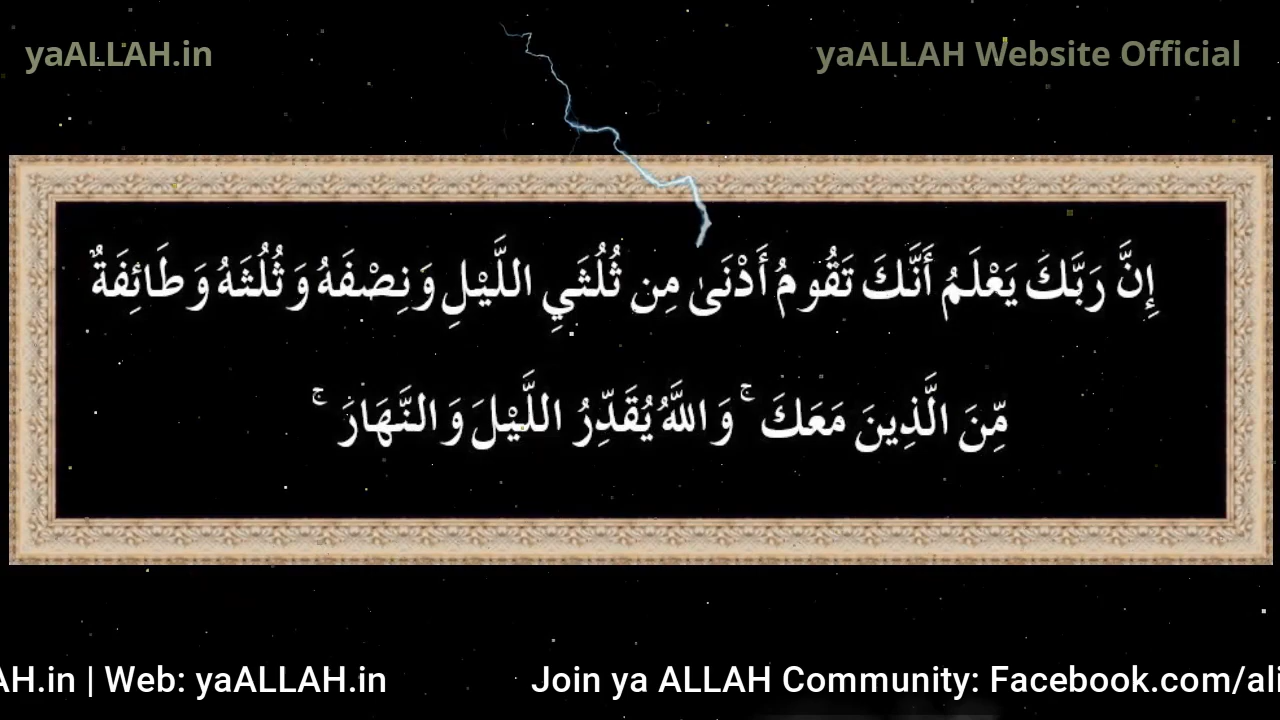 yaALLAH.in
yaALLAH Website Official
إِنَّ رَبَّكَ يَعْلَمُ أَنَّكَ تَقُومُ أَدْنَىٰ مِن ثُلُثَيِ اللَّيْلِ وَنِصْفَهُ وَثُلُثَهُ وَطَائِفَةٌ
مِّنَ الَّذِينَ مَعَكَ ۚ وَاللَّهُ يُقَدِّرُ اللَّيْلَ وَالنَّهَارَ ۚ
AH.in | Web: yaALLAH.in
Join ya ALLAH Community: Facebook.com/ali